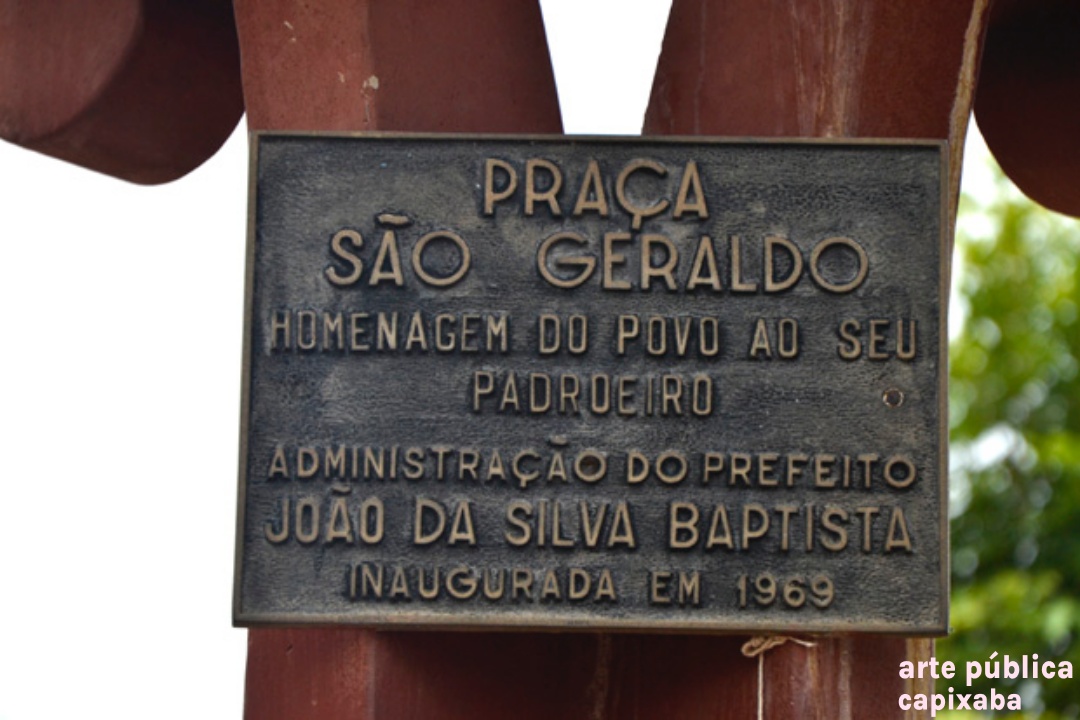 PRAÇA
SÃO GERALDO
HOMENAGEM DO POVO AO SEU
PADROEIRO
ADMINISTRAÇÃO DO PREFEITO
JOÃO DA SILVA BAPTISTA
INAUGURADA EM 1969
arte pública
capixaba